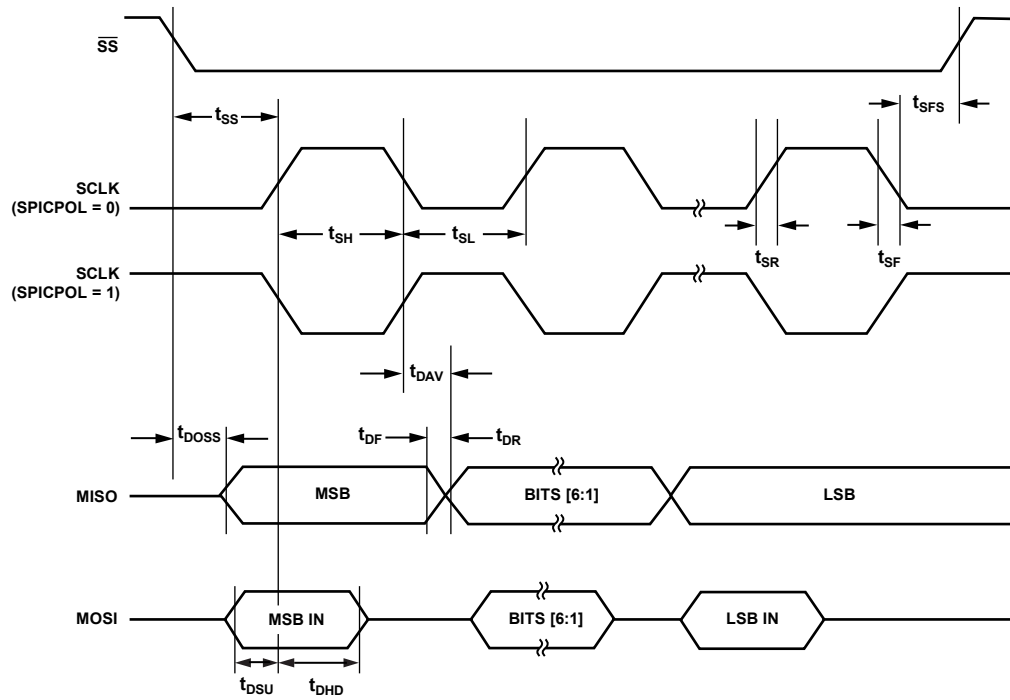 SS
tSS
tSFS
SCLK
(SPICPOL = 0)
tSH
tSL
tSR
tSF
SCLK
(SPICPOL = 1)
tDAV
tDOSS
tDF
tDR
MISO
MSB
BITS [6:1]
LSB
MOSI
MSB IN
BITS [6:1]
LSB IN
tDSU
tDHD